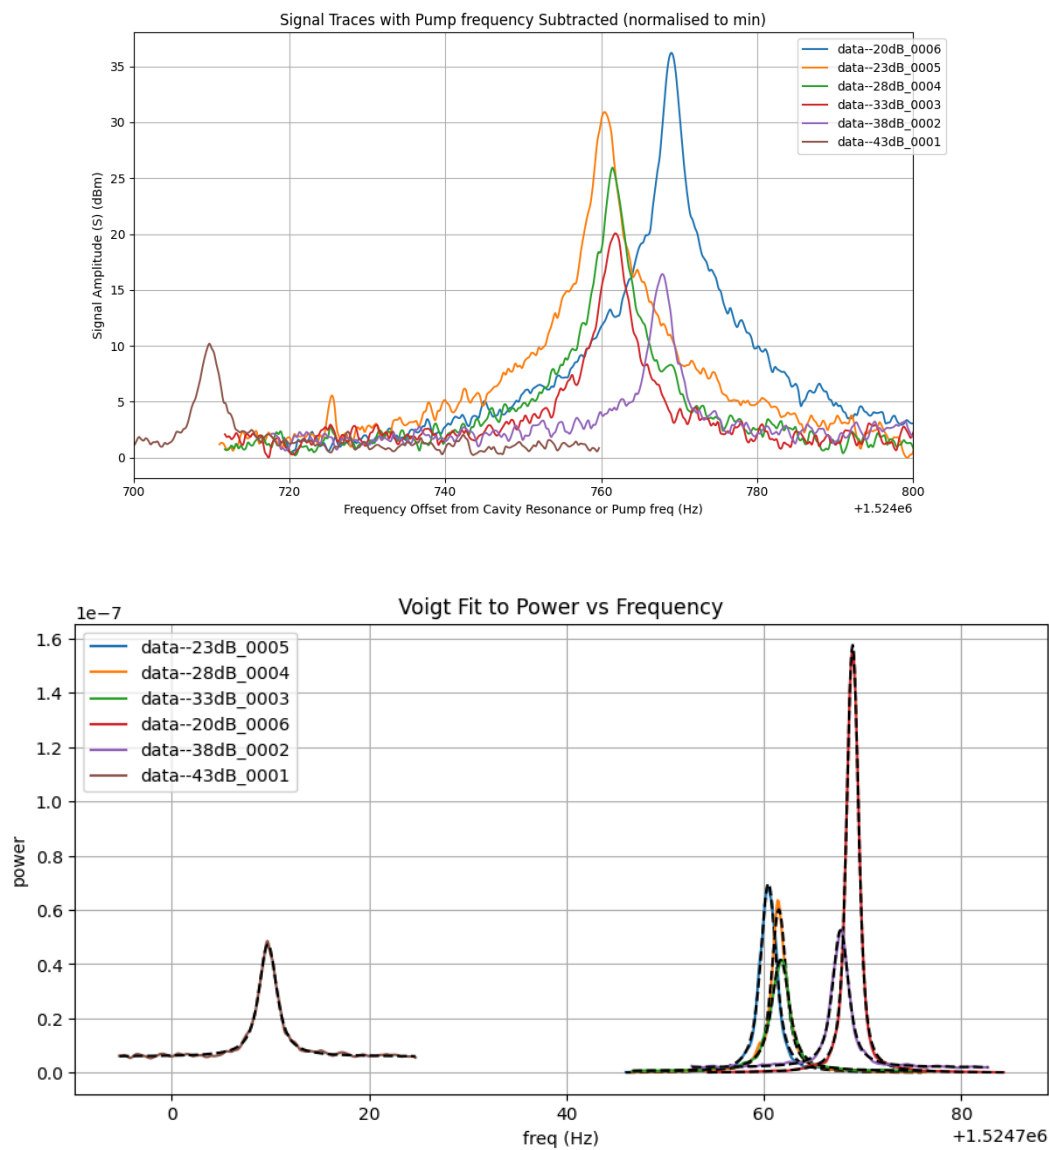 Signal Traces with Pump frequency Subtracted (normalised to min)
data--20dB_0006
data--23dB_0005
data--28dB_0004
data--33dB_0003
data--38dB_0002
data--43dB_0001
Signal Amplitude (S) (dBm)
35
30
25
20
15
10
5
0
700
720
740
760
780
800
Frequency Offset from Cavity Resonance or Pump freq (Hz)
+1.524e6
Voigt Fit to Power vs Frequency
1e−7
data--23dB_0005
data--28dB_0004
data--33dB_0003
data--20dB_0006
data--38dB_0002
data--43dB_0001
power
1.6
1.4
1.2
1.0
0.8
0.6
0.4
0.2
0.0
0
20
40
60
80
freq (Hz)
+1.5247e6